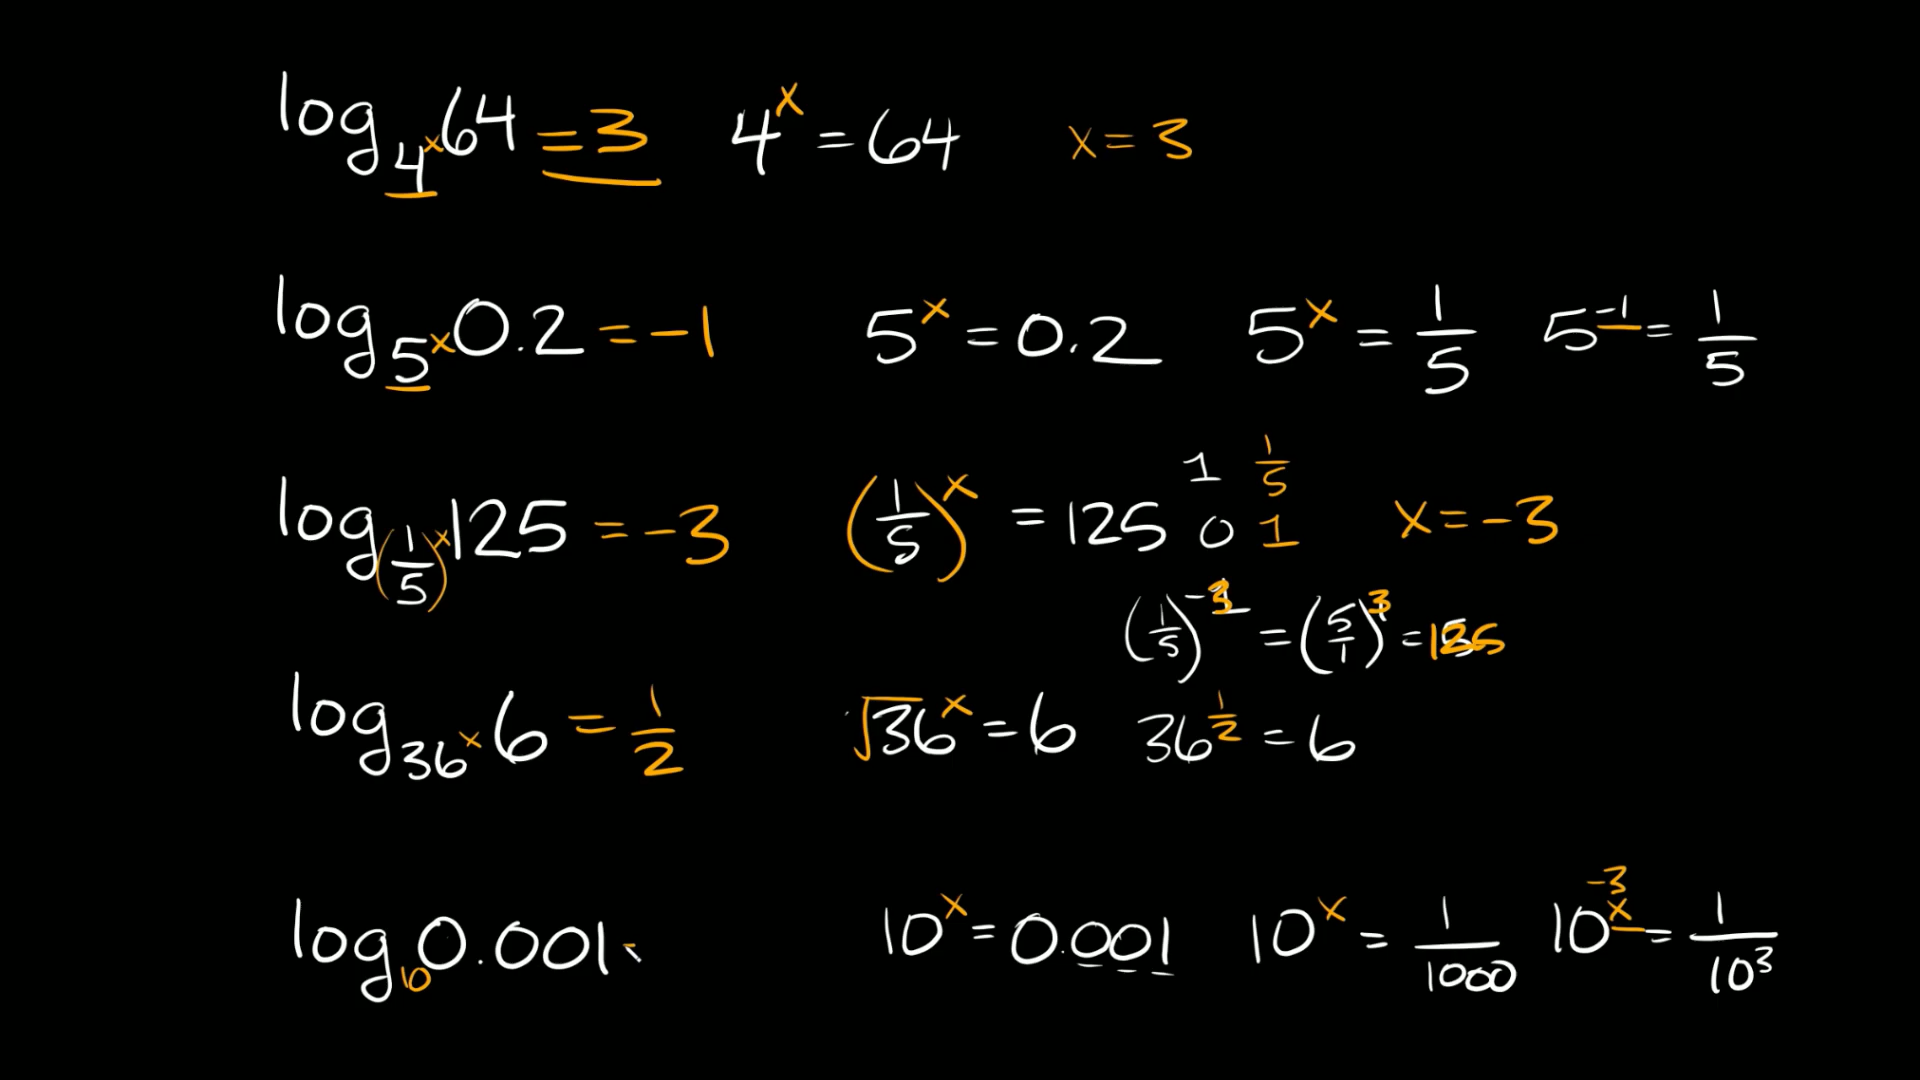 log₄ₓ64 = 3   4ˣ = 64   x = 3
log₅ₓ0.2 = -1   5ˣ = 0.2   5ˣ = 1/5   5⁻¹ = 1/5
1   1/5
log₍₁/₅₎ₓ125 = -3   (1/5)ˣ = 125   0   1   x = -3
(1/5)⁻³ = (5/1)³ = 125
log₃₆ₓ6 = 1/2   √36ˣ = 6   36^(1/2) = 6
-3
log₁₀0.001   10ˣ = 0.001   10ˣ = 1/1000   10ˣ = 1/10³